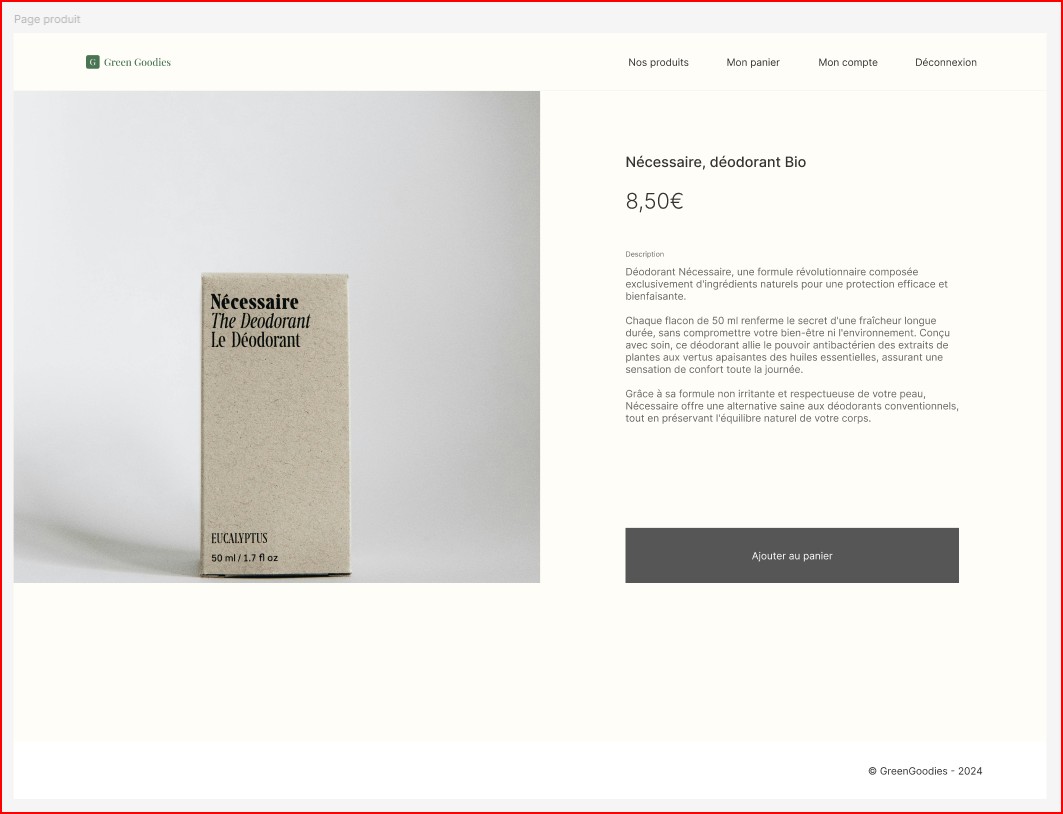 Page produit
G Green Goodies
Nos produits
Mon panier
Mon compte
Déconnexion
Nécessaire
The Deodorant
Le Déodorant
EUCALYPTUS
50 ml / 1.7 fl oz
Nécessaire, déodorant Bio
8,50€
Description
Déodorant Nécessaire, une formule révolutionnaire composée
exclusivement d'ingrédients naturels pour une protection efficace et
bienfaisante.
Chaque flacon de 50 ml renferme le secret d'une fraîcheur longue
durée, sans compromettre votre bien-être ni l'environnement. Conçu
avec soin, ce déodorant allie le pouvoir antibactérien des extraits de
plantes aux vertus apaisantes des huiles essentielles, assurant une
sensation de confort toute la journée.
Grâce à sa formule non irritante et respectueuse de votre peau,
Nécessaire offre une alternative saine aux déodorants conventionnels,
tout en préservant l'équilibre naturel de votre corps.
Ajouter au panier
© GreenGoodies - 2024